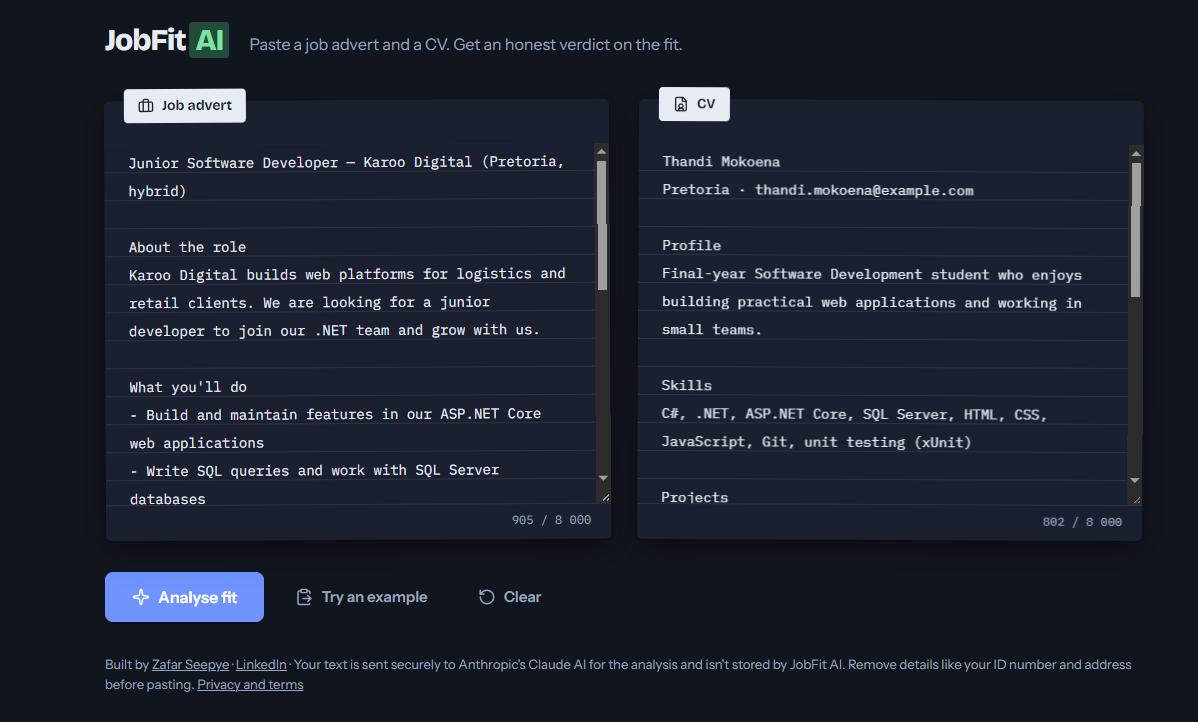 JobFit AI
Paste a job advert and a CV. Get an honest verdict on the fit.
Job advert
Junior Software Developer – Karoo Digital (Pretoria,
hybrid)
About the role
Karoo Digital builds web platforms for logistics and
retail clients. We are looking for a junior
developer to join our .NET team and grow with us.
What you'll do
- Build and maintain features in our ASP.NET Core
web applications
- Write SQL queries and work with SQL Server
databases
905 / 8 000
CV
Thandi Mokoena
Pretoria · thandi.mokoena@example.com
Profile
Final-year Software Development student who enjoys
building practical web applications and working in
small teams.
Skills
C#, .NET, ASP.NET Core, SQL Server, HTML, CSS,
JavaScript, Git, unit testing (xUnit)
Projects
802 / 8 000
Analyse fit
Try an example
Clear
Built by Zafar Seepye · LinkedIn · Your text is sent securely to Anthropic's Claude AI for the analysis and isn't stored by JobFit AI. Remove details like your ID number and address
before pasting. Privacy and terms